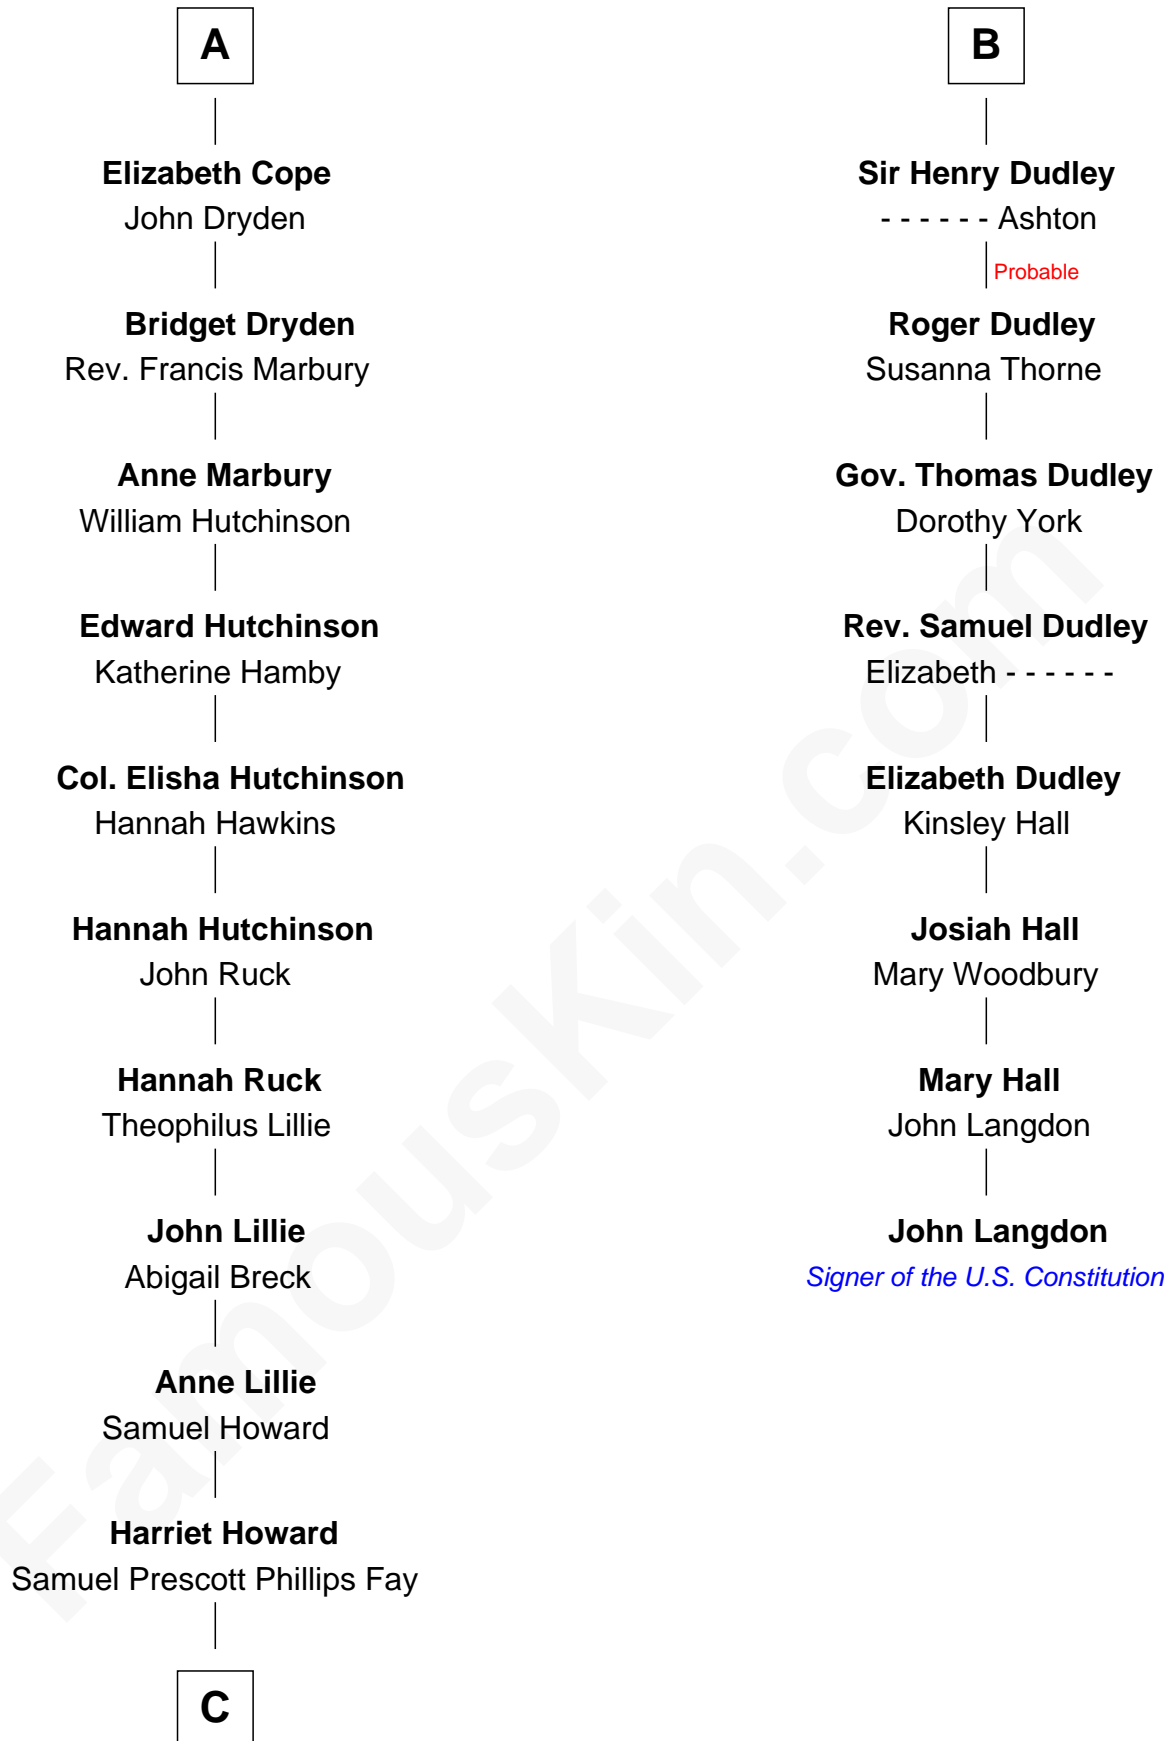 A
Elizabeth Cope
John Dryden
Bridget Dryden
Rev. Francis Marbury
Anne Marbury
William Hutchinson
Edward Hutchinson
Katherine Hamby
Col. Elisha Hutchinson
Hannah Hawkins
Hannah Hutchinson
John Ruck
Hannah Ruck
Theophilus Lillie
John Lillie
Abigail Breck
Anne Lillie
Samuel Howard
Harriet Howard
Samuel Prescott Phillips Fay
C
B
Sir Henry Dudley
- - - - - - Ashton
Probable
Roger Dudley
Susanna Thorne
Gov. Thomas Dudley
Dorothy York
Rev. Samuel Dudley
Elizabeth - - - - - -
Elizabeth Dudley
Kinsley Hall
Josiah Hall
Mary Woodbury
Mary Hall
John Langdon
John Langdon
Signer of the U.S. Constitution
FamousKin.com